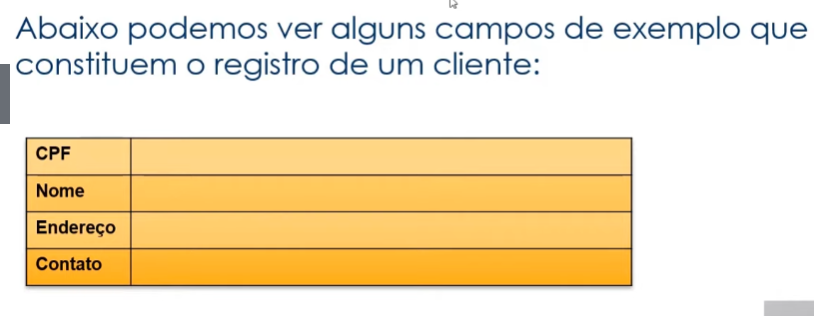 Abaixo podemos ver alguns campos de exemplo que
constituem o registro de um cliente:
CPF
Nome
Endereço
Contato